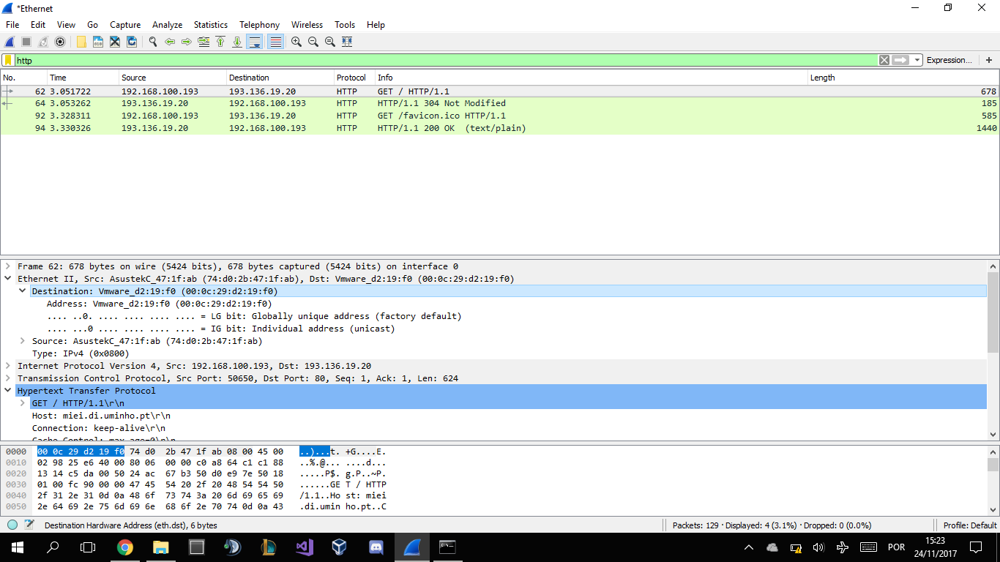 *Ethernet
File Edit View Go Capture Analyze Statistics Telephony Wireless Tools Help
http Expression... +
No. Time Source Destination Protocol Info Length
62 3.051722 192.168.100.193 193.136.19.20 HTTP GET / HTTP/1.1 678
64 3.053262 193.136.19.20 192.168.100.193 HTTP HTTP/1.1 304 Not Modified 185
92 3.328311 192.168.100.193 193.136.19.20 HTTP GET /favicon.ico HTTP/1.1 585
94 3.330326 193.136.19.20 192.168.100.193 HTTP HTTP/1.1 200 OK (text/plain) 1440
Frame 62: 678 bytes on wire (5424 bits), 678 bytes captured (5424 bits) on interface 0
Ethernet II, Src: AsustekC_47:1f:ab (74:d0:2b:47:1f:ab), Dst: Vmware_d2:19:f0 (00:0c:29:d2:19:f0)
Destination: Vmware_d2:19:f0 (00:0c:29:d2:19:f0)
Address: Vmware_d2:19:f0 (00:0c:29:d2:19:f0)
.... ..0. .... .... .... .... = LG bit: Globally unique address (factory default)
.... ...0 .... .... .... .... = IG bit: Individual address (unicast)
Source: AsustekC_47:1f:ab (74:d0:2b:47:1f:ab)
Type: IPv4 (0x0800)
Internet Protocol Version 4, Src: 192.168.100.193, Dst: 193.136.19.20
Transmission Control Protocol, Src Port: 50650, Dst Port: 80, Seq: 1, Ack: 1, Len: 624
Hypertext Transfer Protocol
GET / HTTP/1.1\r\n
Host: miei.di.uminho.pt\r\n
Connection: keep-alive\r\n
Cache-Control: max-age=0\r\n
0000 00 0c 29 d2 19 f0 74 d0 2b 47 1f ab 08 00 45 00 ..)...t. +G....E.
0010 02 98 25 e6 40 00 80 06 00 00 c0 a8 64 c1 c1 88 ..%.@... ....d...
0020 13 14 c5 da 00 50 24 ac 67 b3 50 d0 e9 7e 50 18 .....P$. g.P..~P.
0030 01 00 fc 90 00 00 47 45 54 20 2f 20 48 54 54 50 ......GE T / HTTP
0040 2f 31 2e 31 0d 0a 48 6f 73 74 3a 20 6d 69 65 69 /1.1..Ho st: miei
0050 2e 64 69 2e 75 6d 69 6e 68 6f 2e 70 74 0d 0a 43 .di.umin ho.pt..C
Destination Hardware Address (eth.dst), 6 bytes Packets: 129 · Displayed: 4 (3.1%) · Dropped: 0 (0.0%) Profile: Default
POR 15:23
24/11/2017